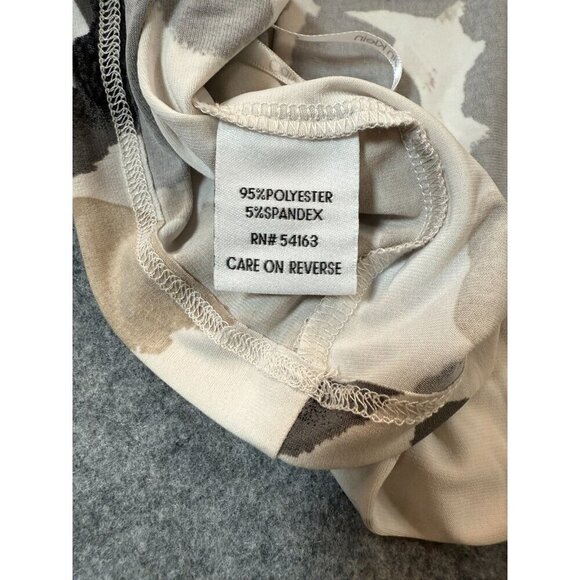 95%POLYESTER
5%SPANDEX
RN# 54163
CARE ON REVERSE